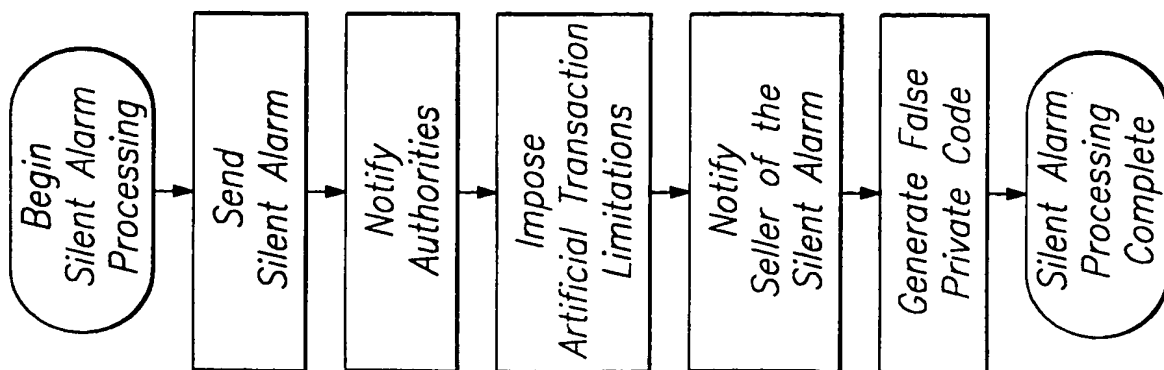 Begin
Silent Alarm
Processing
Send
Silent Alarm
Notify
Authorities
Impose
Artificial Transaction
Limitations
Notify
Seller of the
Silent Alarm
Generate False
Private Code
Silent Alarm
Processing
Complete